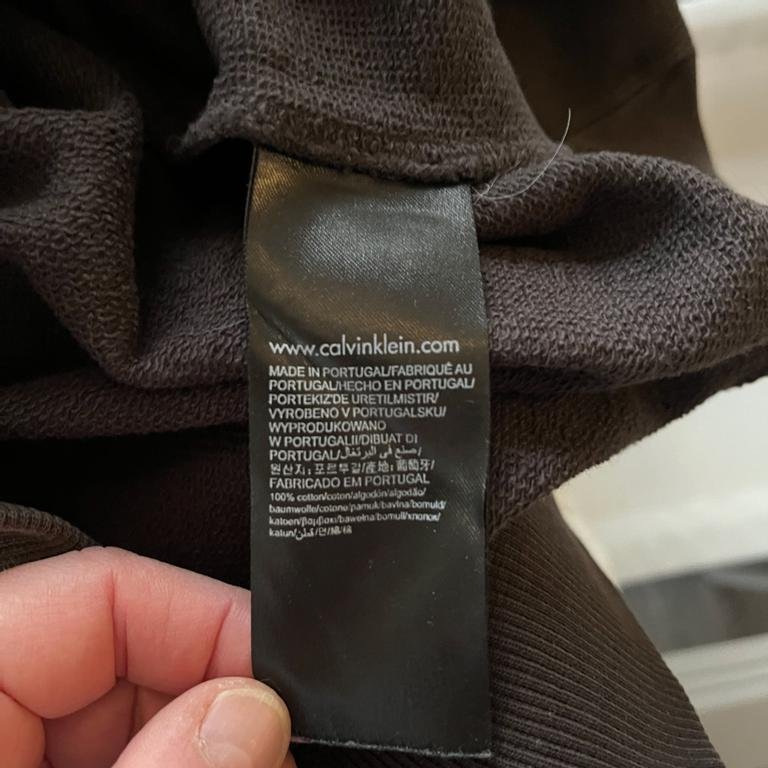 www.calvinklein.com
MADE IN PORTUGAL/FABRIQUÉ AU
PORTUGAL/HECHO EN PORTUGAL/
PORTEKIZ'DE URETILMISTIR/
VYROBENO V PORTUGALSKU/
WYPRODUKOWANO
W PORTUGALII/DIBUAT DI
PORTUGAL/صنع في البرتغال/
원산지: 포르투갈/產地: 葡萄牙/
FABRICADO EM PORTUGAL
100% cotton/coton/algodón/algodão/
baumwolle/cotone/pamuk/bavlna/bomuld/
katoen/βαμβακι/bawełna/bomull/хлопок/
katun/قطن/면/綿/棉